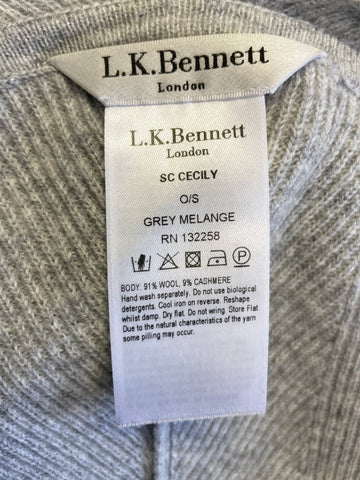 L.K.Bennett
London
L.K.Bennett
London
SC CECILY
O/S
GREY MELANGE
RN 132258
BODY: 91% WOOL, 9% CASHMERE
Hand wash separately. Do not use biological
detergents. Cool iron on reverse. Reshape
whilst damp. Dry flat. Do not wring. Store Flat
Due to the natural characteristics of the yarn
some pilling may occur.